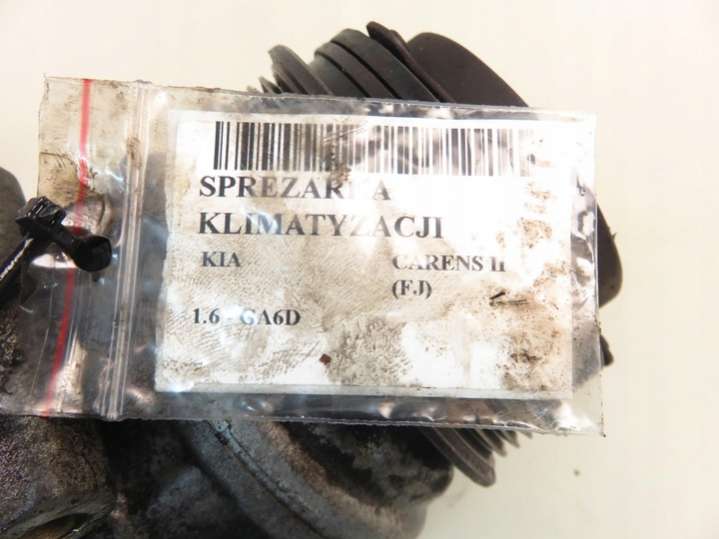 SPREZARKA
KLIMATYZACJI
KIA CARENS II
(FJ)
1.6 - GA6D